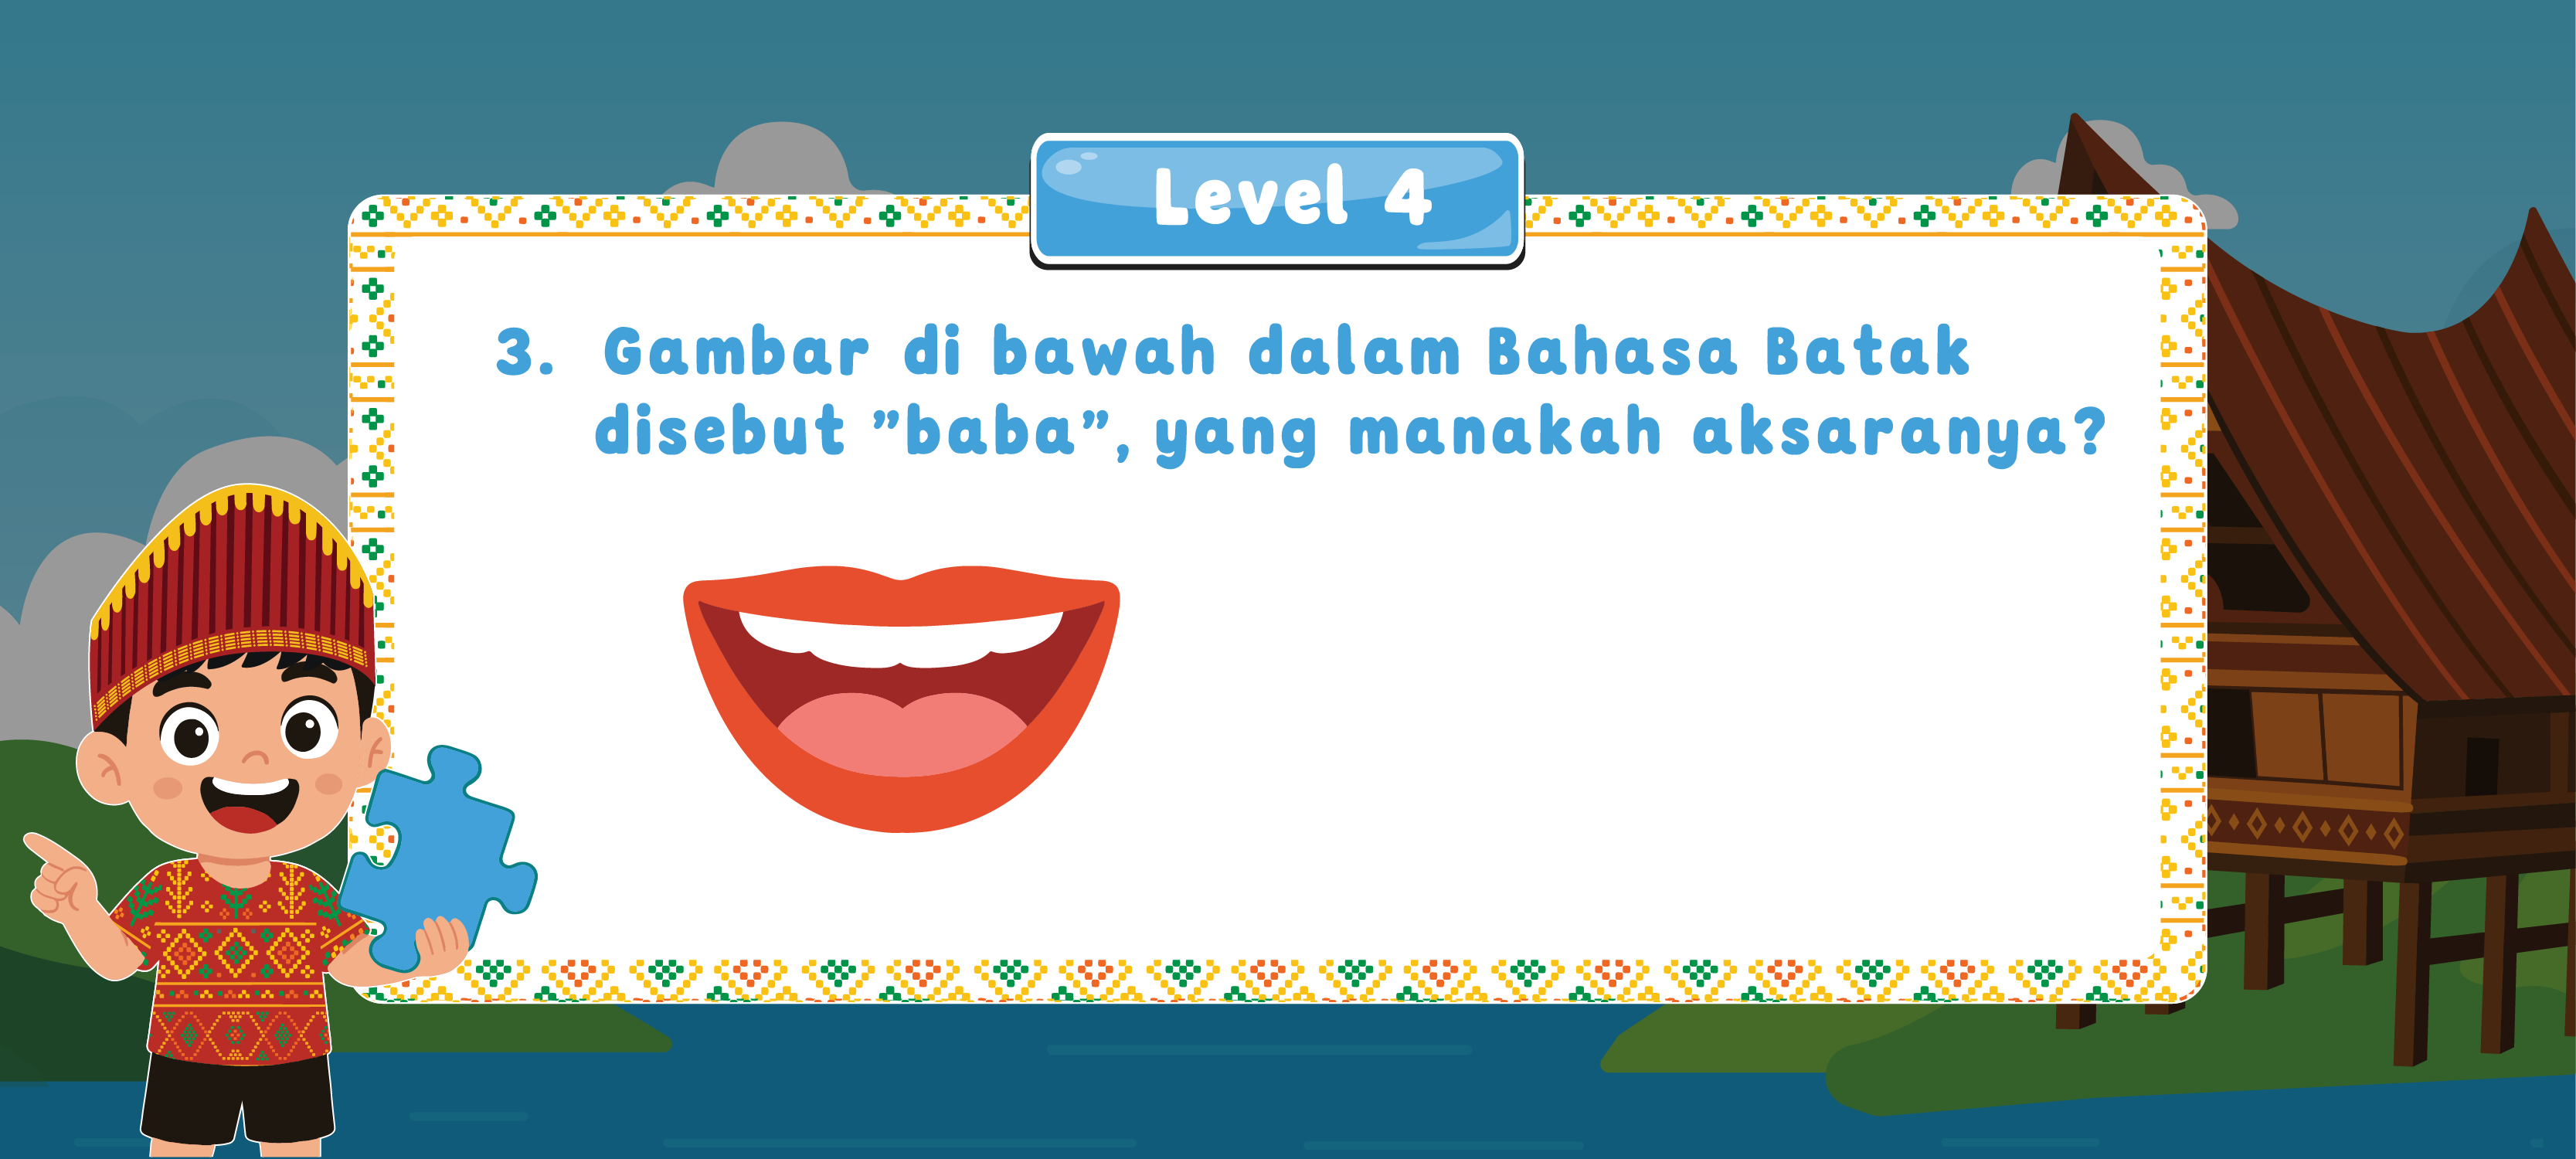 Level 4
3. Gambar di bawah dalam Bahasa Batak
disebut ”baba”, yang manakah aksaranya?